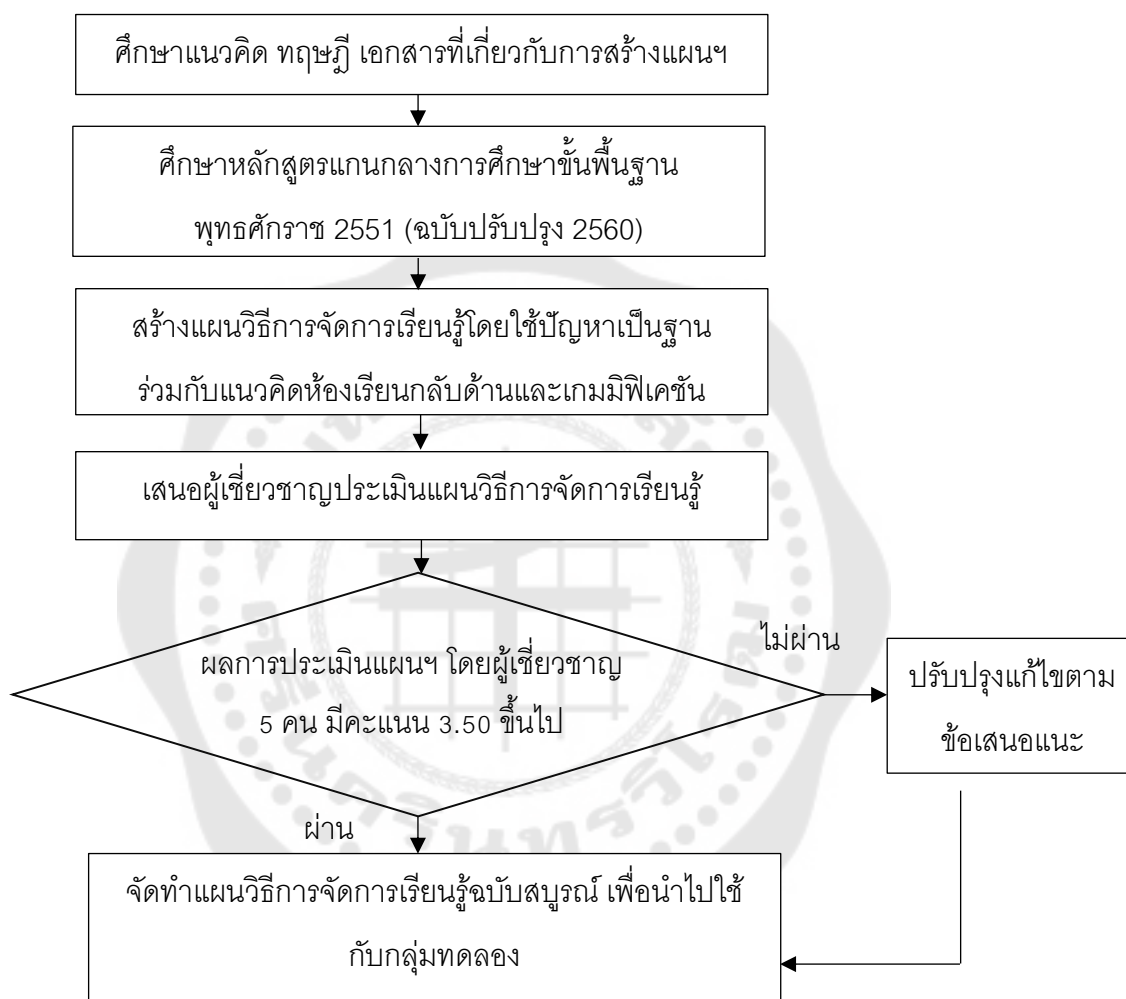 ศึกษาแนวคิด ทฤษฎี เอกสารที่เกี่ยวกับการสร้างแผนฯ
ศึกษาหลักสูตรแกนกลางการศึกษาขั้นพื้นฐาน
พุทธศักราช 2551 (ฉบับปรับปรุง 2560)
สร้างแผนวิธีการจัดการเรียนรู้โดยใช้ปัญหาเป็นฐาน
ร่วมกับแนวคิดห้องเรียนกลับด้านและเกมมิฟิเคชัน
เสนอผู้เชี่ยวชาญประเมินแผนวิธีการจัดการเรียนรู้
ผลการประเมินแผนฯ โดยผู้เชี่ยวชาญ
5 คน มีคะแนน 3.50 ขึ้นไป
ไม่ผ่าน
ปรับปรุงแก้ไขตาม
ข้อเสนอแนะ
ผ่าน
จัดทำแผนวิธีการจัดการเรียนรู้ฉบับสบูรณ์ เพื่อนำไปใช้
กับกลุ่มทดลอง